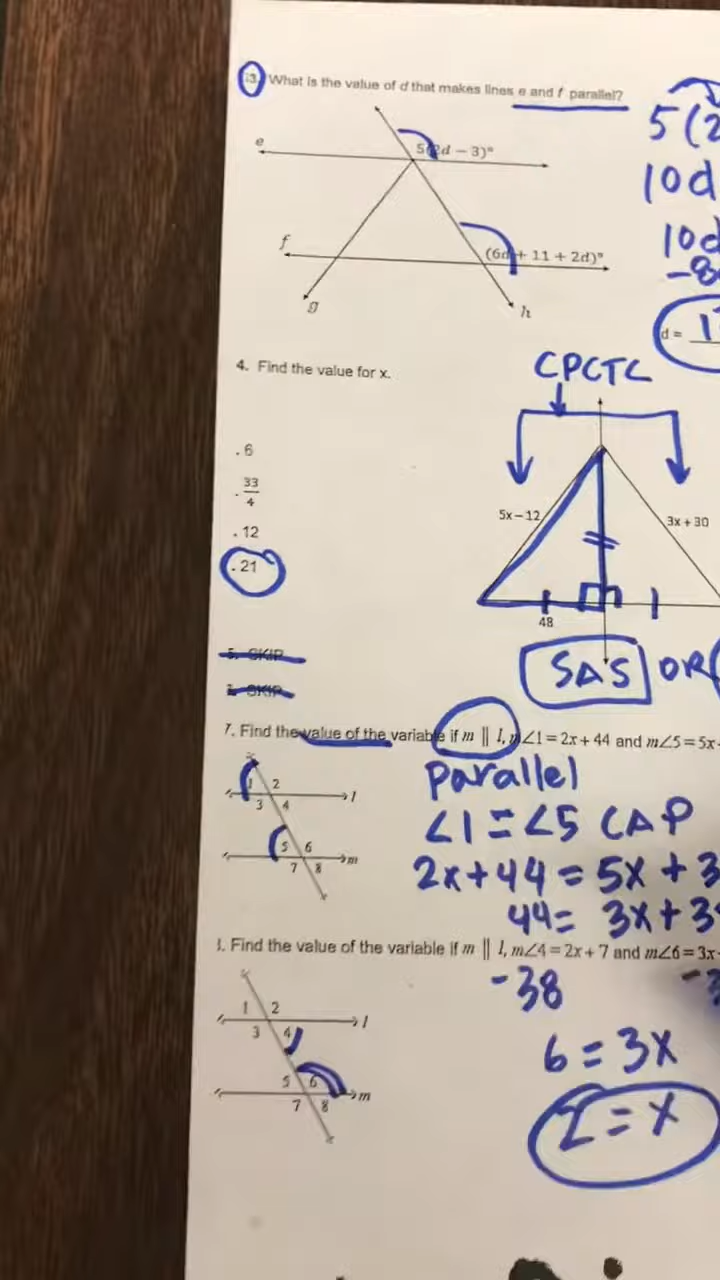 13. What is the value of d that makes lines e and f parallel?
5(2
e
5(2d − 3)°
10d
f
(6d + 11 + 2d)°
10d
-8
g
h
d = 1
4. Find the value for x.
CPCTC
. 6
. 33/4
5x − 12
3x + 30
. 12
. 21
48
5. SKIP
SAS OR
SKIP
7. Find the value of the variable if m || l, m∠1 = 2x + 44 and m∠5 = 5x
parallel
1 2
l
3 4
∠1 = ∠5 CAP
5 6
m
7 8
2x+44 = 5x + 3
44 = 3x + 3
. Find the value of the variable if m || l, m∠4 = 2x + 7 and m∠6 = 3x
-38
1 2
l
3 4
6 = 3x
5 6
m
7 8
2 = x